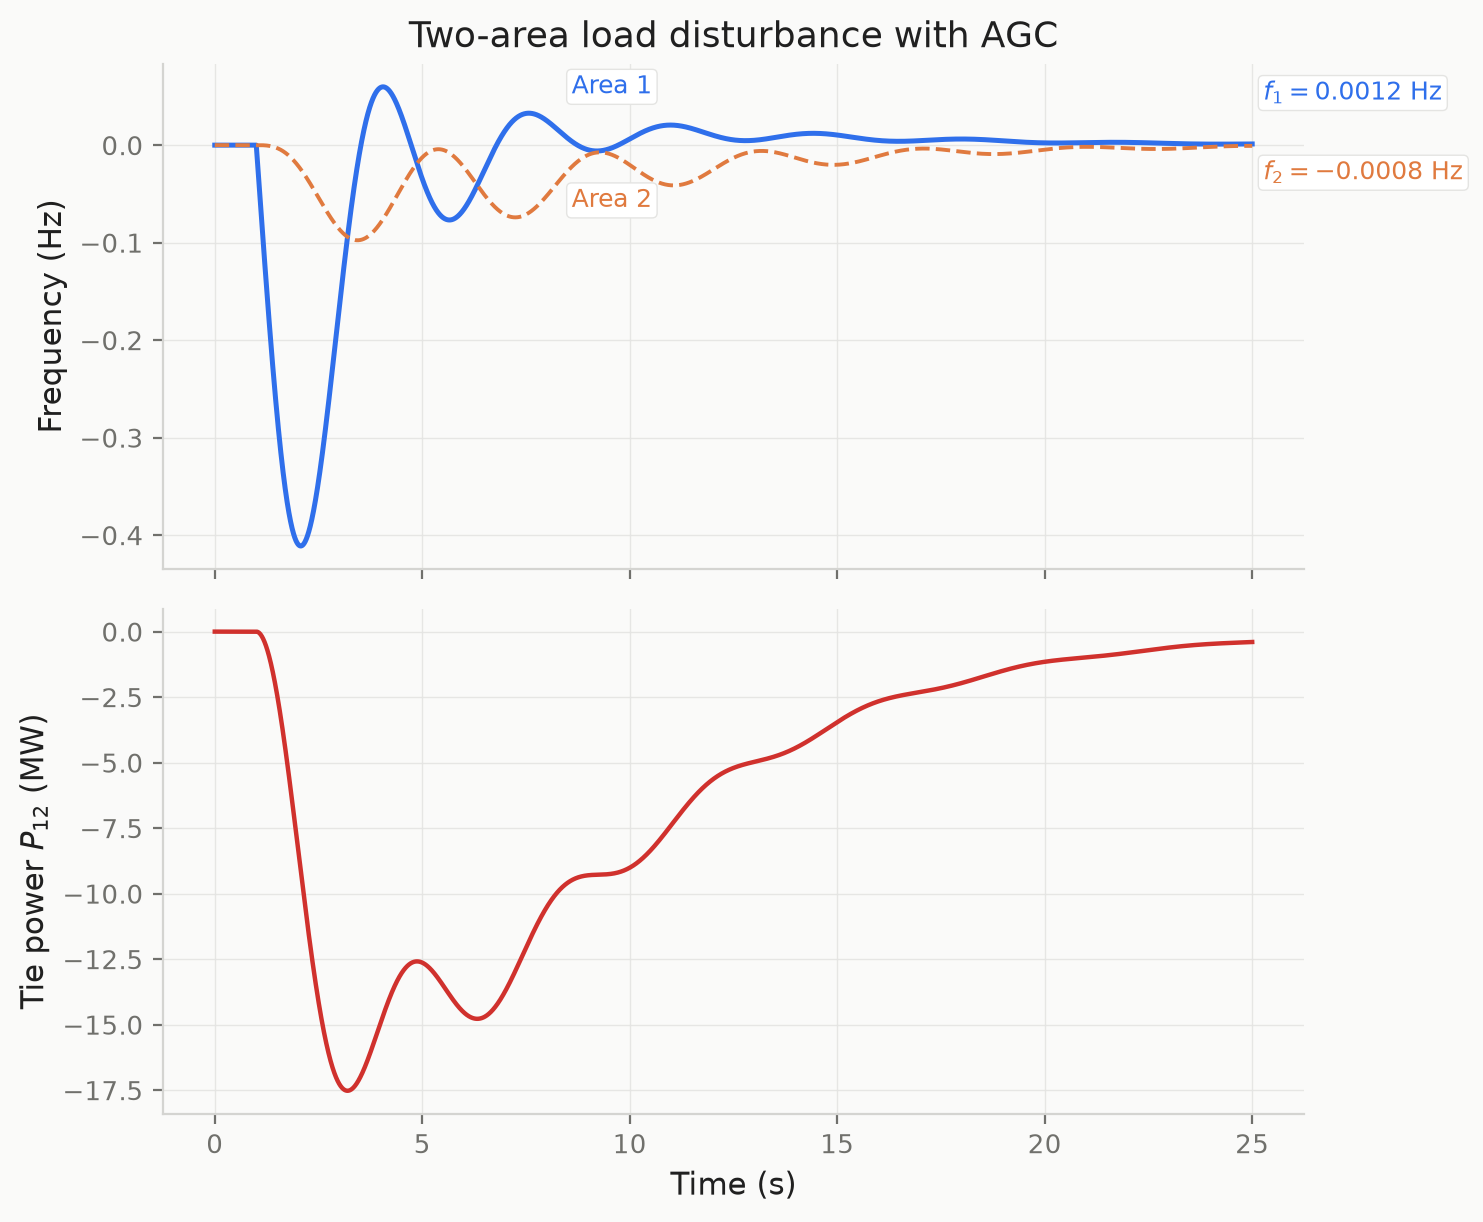 Two-area load disturbance with AGC
Area 1
f₁ = 0.0012 Hz
Area 2
f₂ = −0.0008 Hz
Frequency (Hz)
0.0
−0.1
−0.2
−0.3
−0.4
Tie power P₁₂ (MW)
0.0
−2.5
−5.0
−7.5
−10.0
−12.5
−15.0
−17.5
0 5 10 15 20 25
Time (s)